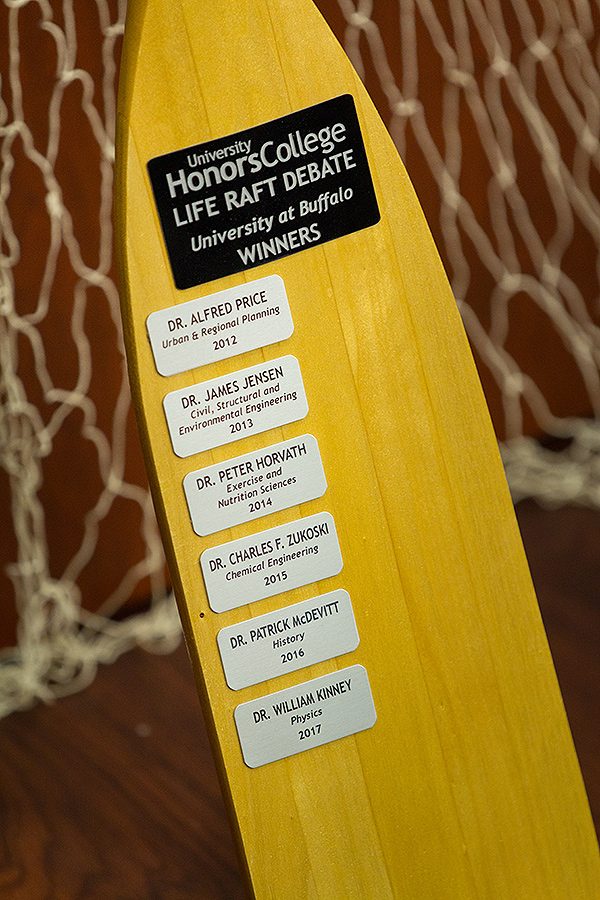 University
HonorsCollege
LIFE RAFT DEBATE
University at Buffalo
WINNERS
DR. ALFRED PRICE
Urban & Regional Planning
2012
DR. JAMES JENSEN
Civil, Structural and
Environmental Engineering
2013
DR. PETER HORVATH
Exercise and
Nutrition Sciences
2014
DR. CHARLES F. ZUKOSKI
Chemical Engineering
2015
DR. PATRICK McDEVITT
History
2016
DR. WILLIAM KINNEY
Physics
2017